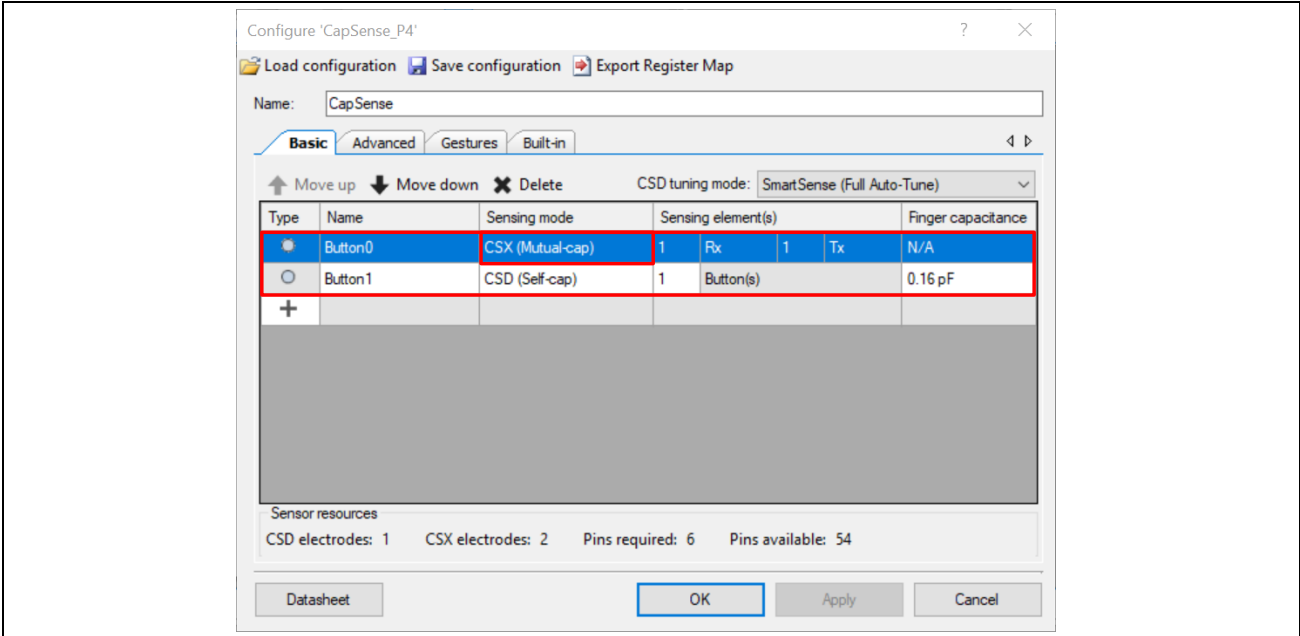 Configure 'CapSense_P4' ?
Load configuration Save configuration Export Register Map
Name: CapSense
Basic Advanced Gestures Built-in
Move up Move down Delete CSD tuning mode: SmartSense (Full Auto-Tune)
Type Name Sensing mode Sensing element(s) Finger capacitance
Button0 CSX (Mutual-cap) 1 Rx 1 Tx N/A
Button1 CSD (Self-cap) 1 Button(s) 0.16 pF
Sensor resources
CSD electrodes: 1 CSX electrodes: 2 Pins required: 6 Pins available: 54
Datasheet OK Apply Cancel